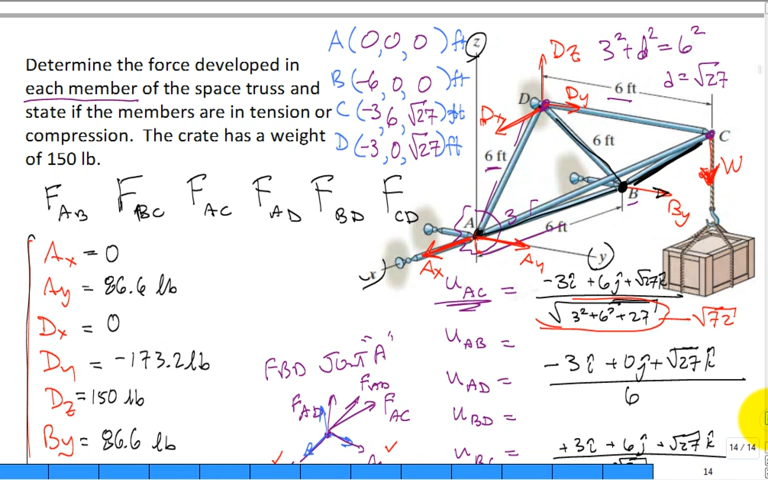 Determine the force developed in
each member of the space truss and
state if the members are in tension or
compression. The crate has a weight
of 150 lb.
A(0,0,0)ft
B(-6,0,0)ft
C(-3,6,√27)ft
D(-3,0,√27)ft
z
3²+d²=6²
d=√27
Dz
6 ft
D
Dy
Dx
C
6 ft
6 ft
W
B
By
A
3
6 ft
x
Ax
Ay
y
F_AB F_BC F_AC F_AD F_BD F_CD
Ax = 0
Ay = 86.6 lb
Dx = 0
Dy = -173.2 lb
Dz = 150 lb
By = 86.6 lb
u_AC = -3î + 6ĵ + √27k̂
√3²+6²+27 √72
u_AB =
u_AD = -3î + 0ĵ + √27k̂
6
u_BD =
u_BC = +3î + 6ĵ + √27k̂
FBD Joint "A"
F_AD
F_AC
14 / 14
14